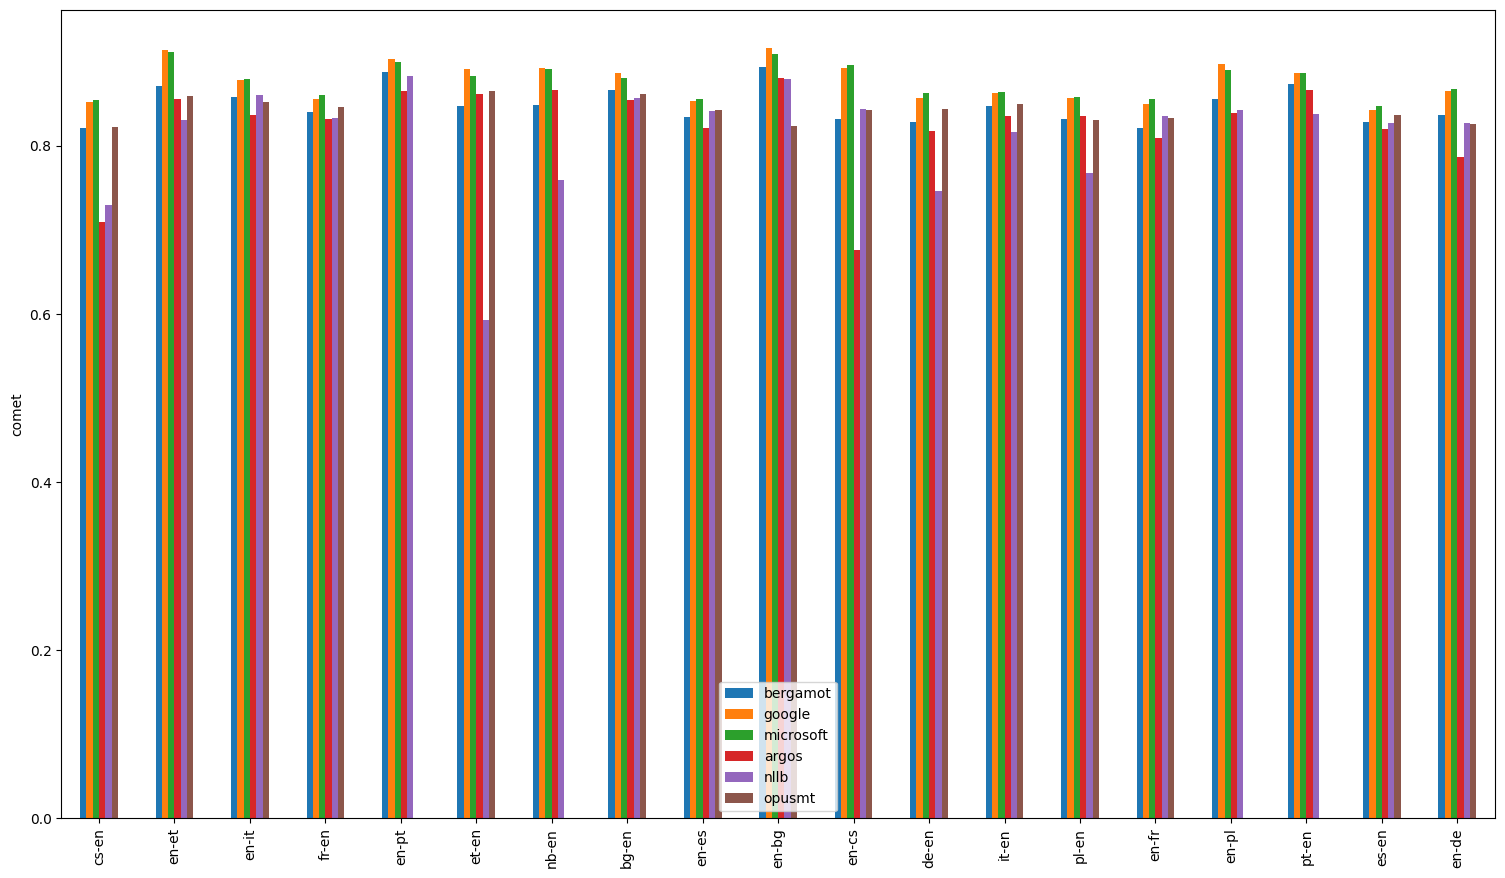 comet
0.8
0.6
0.4
0.2
0.0
bergamot
google
microsoft
argos
nllb
opusmt
cs-en
en-et
en-it
fr-en
en-pt
et-en
nb-en
bg-en
en-es
en-bg
en-cs
de-en
it-en
pl-en
en-fr
en-pl
pt-en
es-en
en-de